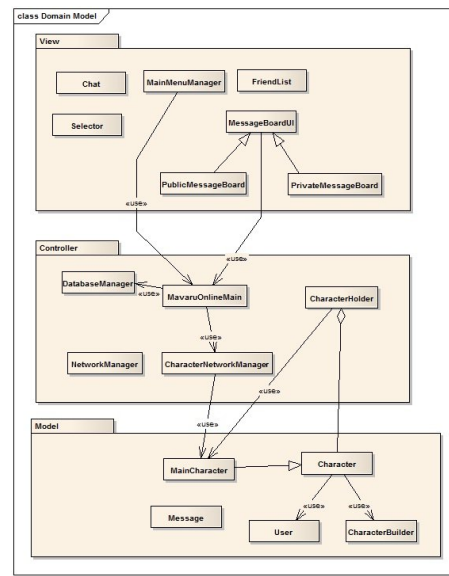 class Domain Model
View
Chat
MainMenuManager
FriendList
Selector
MessageBoardUI
PublicMessageBoard
PrivateMessageBoard
«use»
«use»
Controller
DatabaseManager
«use»
MavaruOnlineMain
CharacterHolder
«use»
NetworkManager
CharacterNetworkManager
«use»
«use»
Model
MainCharacter
Character
Message
«use»
«use»
User
CharacterBuilder